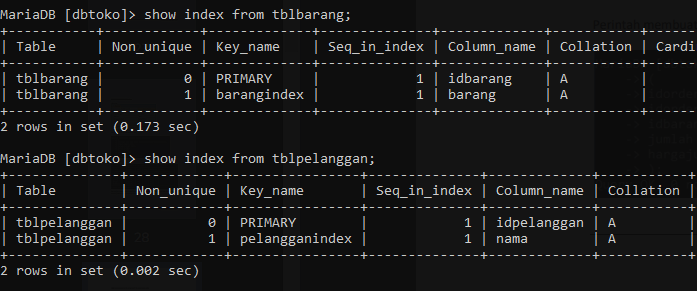 MariaDB [dbtoko]> show index from tblbarang;
| Table | Non_unique | Key_name | Seq_in_index | Column_name | Collation | Cardi
| tblbarang | 0 | PRIMARY | 1 | idbarang | A |
| tblbarang | 1 | barangindex | 1 | barang | A |
2 rows in set (0.173 sec)
MariaDB [dbtoko]> show index from tblpelanggan;
| Table | Non_unique | Key_name | Seq_in_index | Column_name | Collation |
| tblpelanggan | 0 | PRIMARY | 1 | idpelanggan | A |
| tblpelanggan | 1 | pelangganindex | 1 | nama | A |
2 rows in set (0.002 sec)